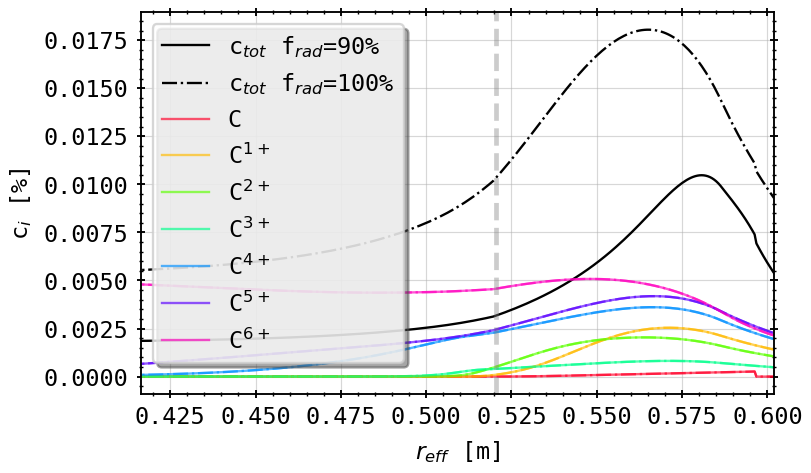 0.0175
0.0150
0.0125
0.0100
0.0075
0.0050
0.0025
0.0000
c_i [%]
c_tot f_rad=90%
c_tot f_rad=100%
C
C^1+
C^2+
C^3+
C^4+
C^5+
C^6+
0.425 0.450 0.475 0.500 0.525 0.550 0.575 0.600
r_eff [m]